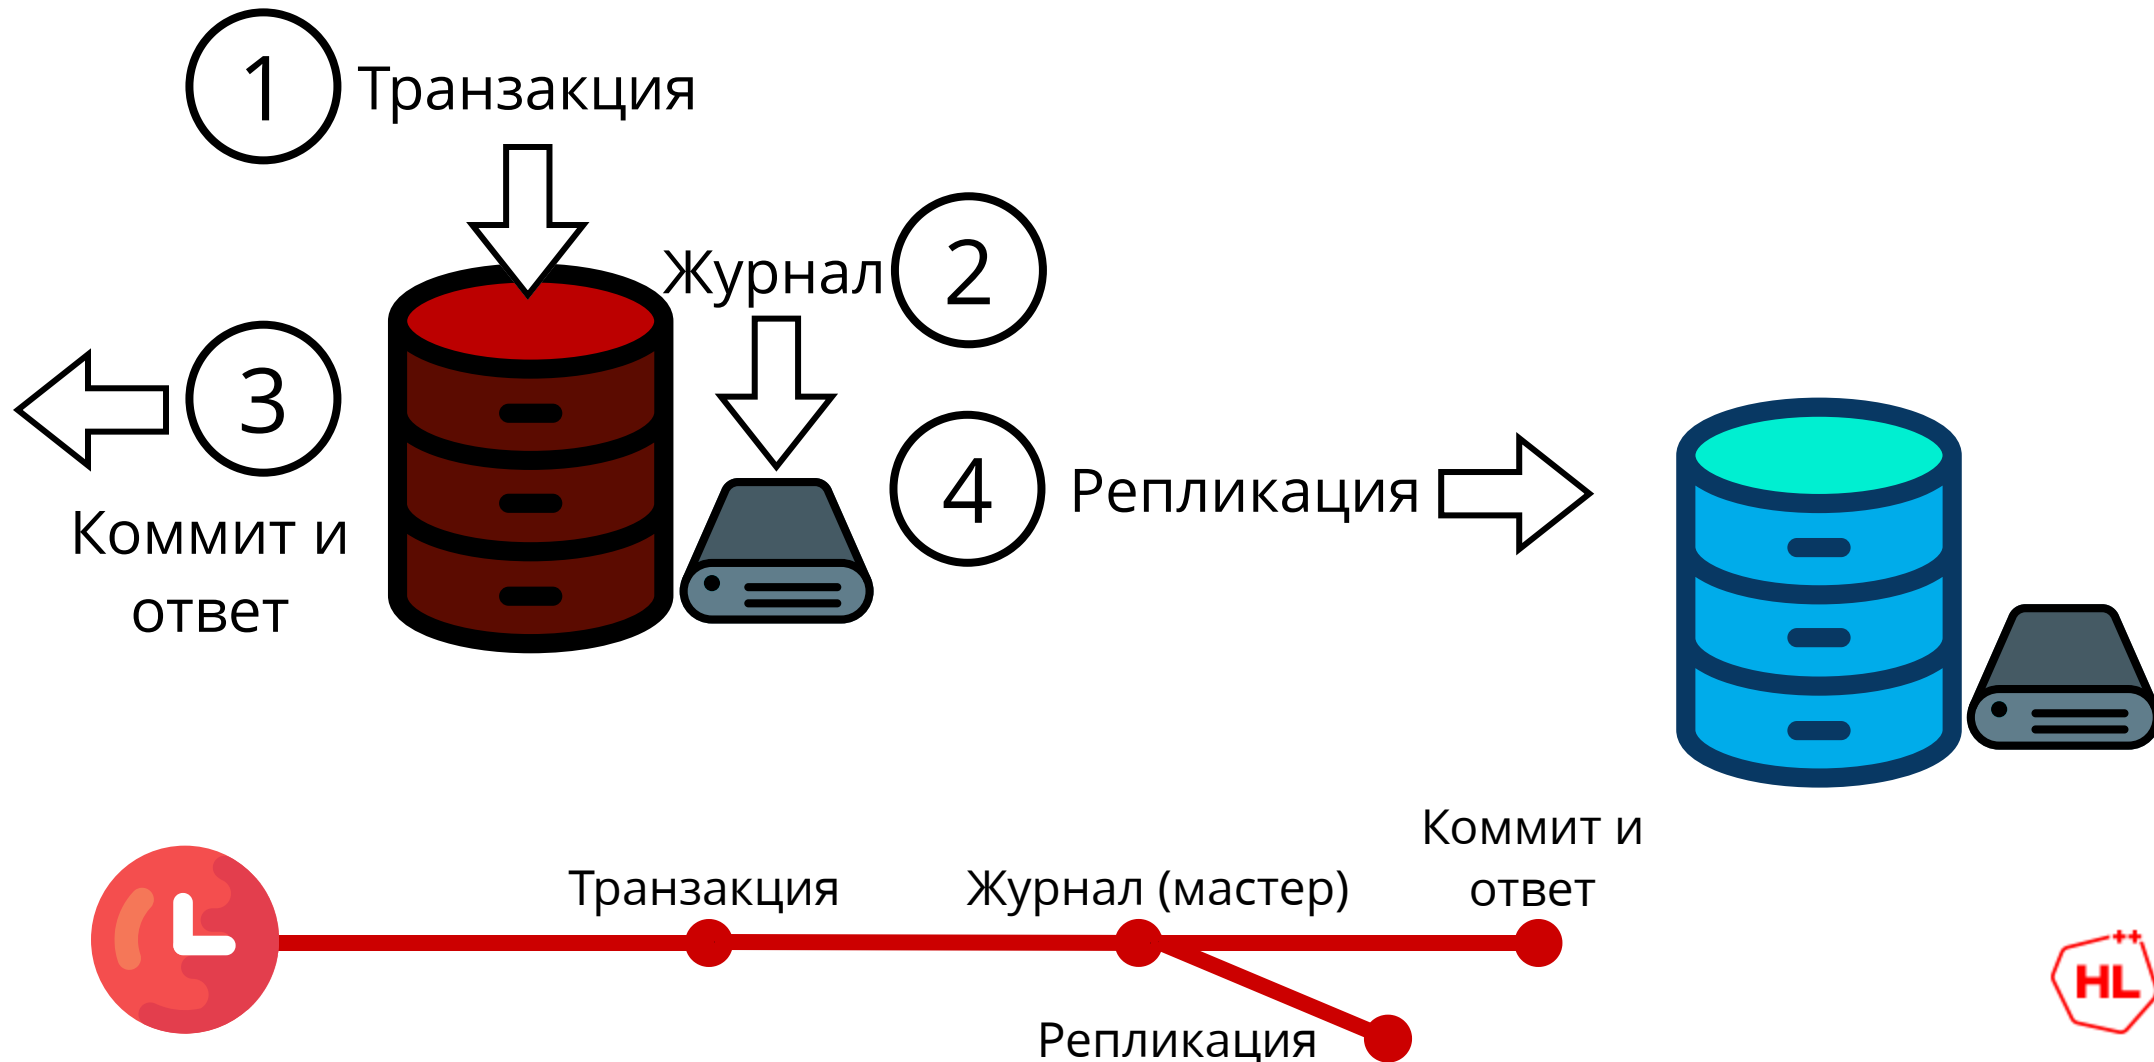 1
Транзакция
Журнал
2
3
Коммит и
ответ
4
Репликация
Транзакция
Журнал (мастер)
Коммит и
ответ
Репликация
HL++